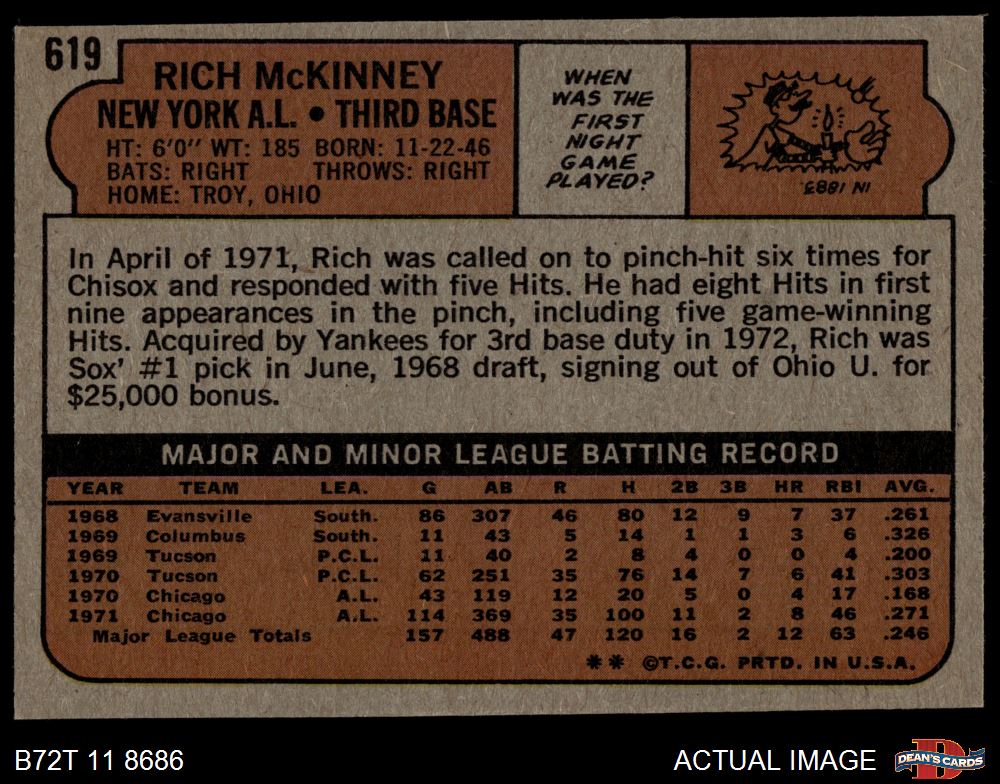 619
RICH McKINNEY
NEW YORK A.L. • THIRD BASE
HT: 6'0" WT: 185 BORN: 11-22-46
BATS: RIGHT THROWS: RIGHT
HOME: TROY, OHIO
WHEN
WAS THE
FIRST
NIGHT
GAME
PLAYED?
IN 1883.
In April of 1971, Rich was called on to pinch-hit six times for
Chisox and responded with five Hits. He had eight Hits in first
nine appearances in the pinch, including five game-winning
Hits. Acquired by Yankees for 3rd base duty in 1972, Rich was
Sox' #1 pick in June, 1968 draft, signing out of Ohio U. for
$25,000 bonus.
MAJOR AND MINOR LEAGUE BATTING RECORD
YEAR TEAM LEA. G AB R H 2B 3B HR RBI AVG.
1968 Evansville South. 86 307 46 80 12 9 7 37 .261
1969 Columbus South. 11 43 5 14 1 1 3 6 .326
1969 Tucson P.C.L. 11 40 2 8 4 0 0 4 .200
1970 Tucson P.C.L. 62 251 35 76 14 7 6 41 .303
1970 Chicago A.L. 43 119 12 20 5 0 4 17 .168
1971 Chicago A.L. 114 369 35 100 11 2 8 46 .271
Major League Totals 157 488 47 120 16 2 12 63 .246
** ©T.C.G. PRTD. IN U.S.A.
B72T 11 8686
ACTUAL IMAGE
DEAN'S CARDS